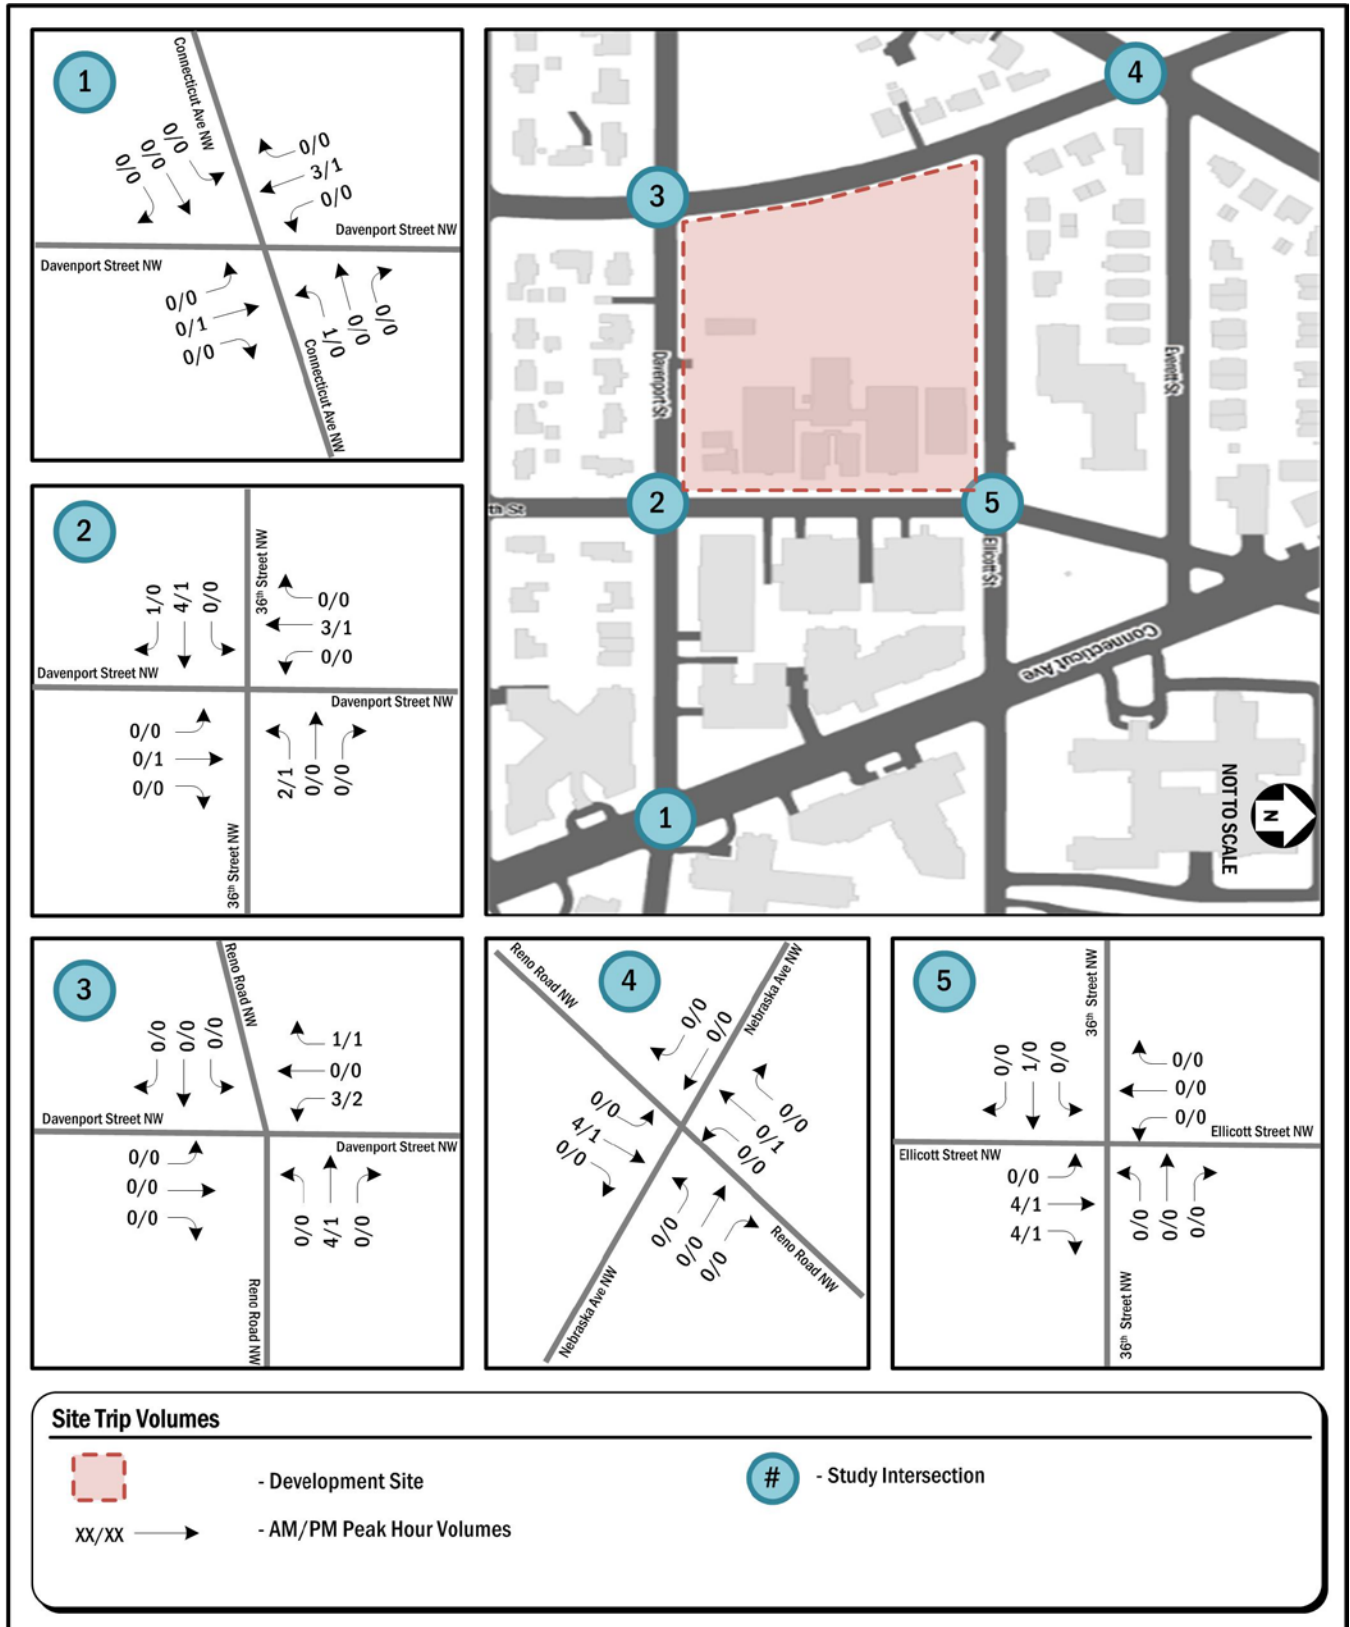 1
Connecticut Ave NW
0/0
0/0
0/0
0/0
3/1
0/0
Davenport Street NW
Davenport Street NW
0/0
0/1
0/0
1/0
0/0
0/0
Connecticut Ave NW
2
36th Street NW
1/0
4/1
0/0
0/0
3/1
0/0
Davenport Street NW
Davenport Street NW
0/0
0/1
0/0
2/1
0/0
0/0
36th Street NW
4
3
Davenport St
Everett St
2
th St
5
Ellicott St
Connecticut Ave
1
NOT TO SCALE
N
3
Reno Road NW
0/0
0/0
0/0
1/1
0/0
3/2
Davenport Street NW
Davenport Street NW
0/0
0/0
0/0
0/0
4/1
0/0
Reno Road NW
4
Reno Road NW
Nebraska Ave NW
0/0
0/0
0/0
4/1
0/0
0/0
0/1
0/0
0/0
0/0
0/0
Reno Road NW
Nebraska Ave NW
5
36th Street NW
0/0
1/0
0/0
0/0
0/0
0/0
Ellicott Street NW
Ellicott Street NW
0/0
4/1
4/1
0/0
0/0
0/0
36th Street NW
Site Trip Volumes
- Development Site
# - Study Intersection
XX/XX - AM/PM Peak Hour Volumes